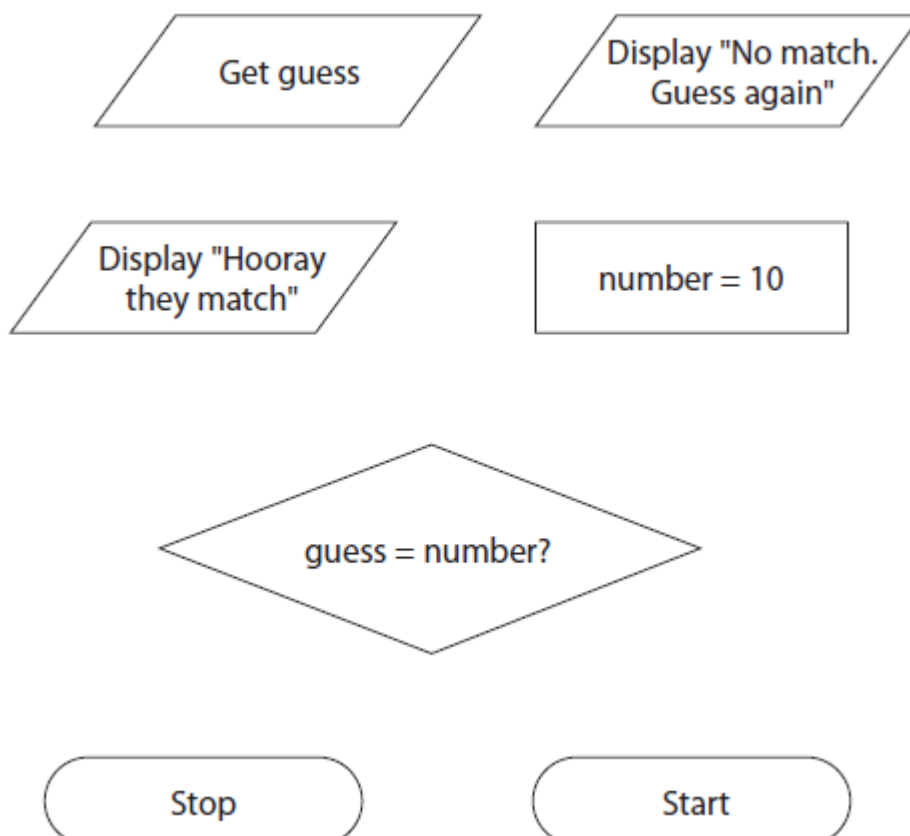 Get guess
Display "No match.
Guess again"
Display "Hooray
they match"
number = 10
guess = number?
Stop
Start